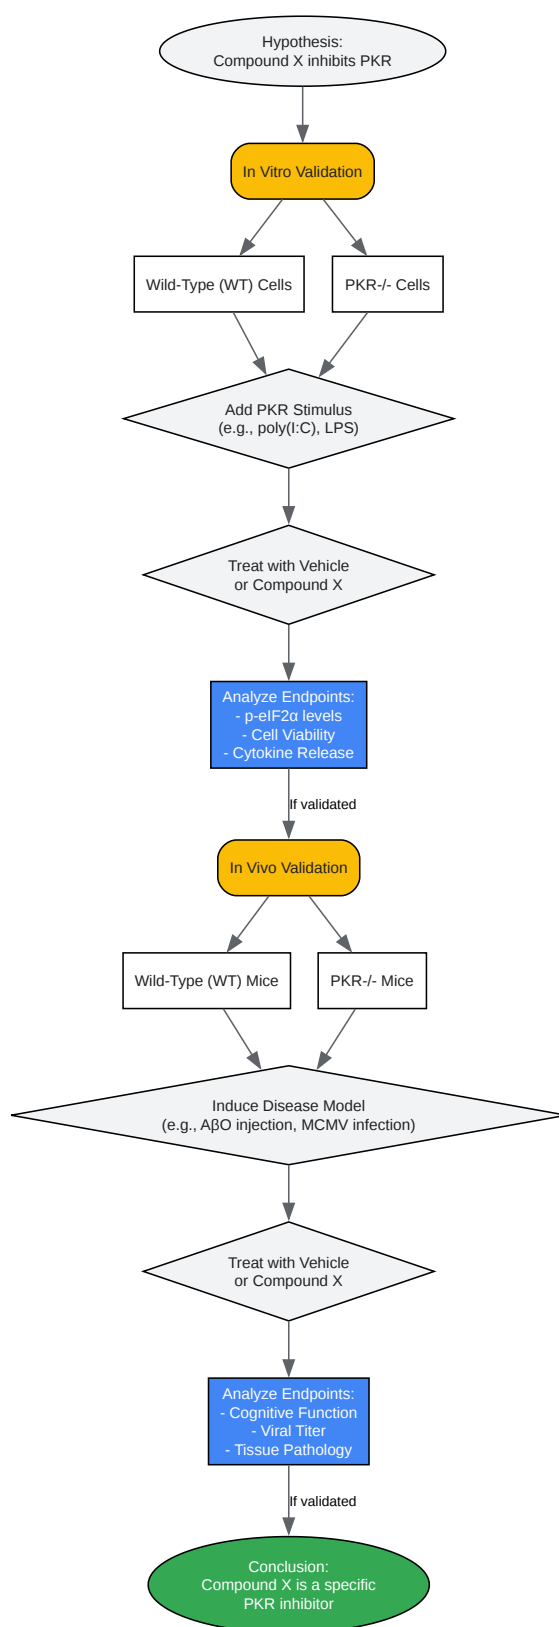 Hypothesis:
Compound X inhibits PKR
In Vitro Validation
Wild-Type (WT) Cells
PKR-/- Cells
Add PKR Stimulus
(e.g., poly(I:C), LPS)
Treat with Vehicle
or Compound X
Analyze Endpoints:
- p-eIF2α levels
- Cell Viability
- Cytokine Release
If validated
In Vivo Validation
Wild-Type (WT) Mice
PKR-/- Mice
Induce Disease Model
(e.g., AβO injection, MCMV infection)
Treat with Vehicle
or Compound X
Analyze Endpoints:
- Cognitive Function
- Viral Titer
- Tissue Pathology
If validated
Conclusion:
Compound X is a specific
PKR inhibitor